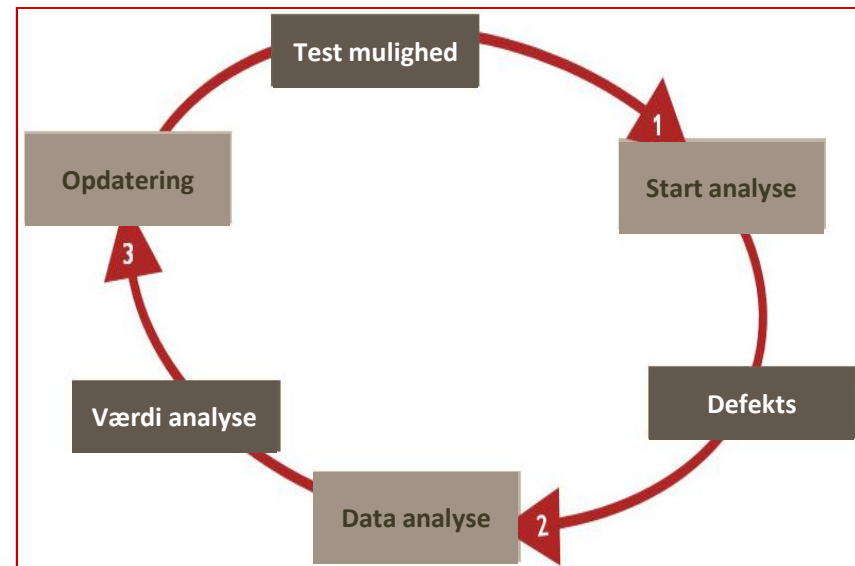 Test mulighed
1
Opdatering
Start analyse
3
Værdi analyse
Defekts
Data analyse
2